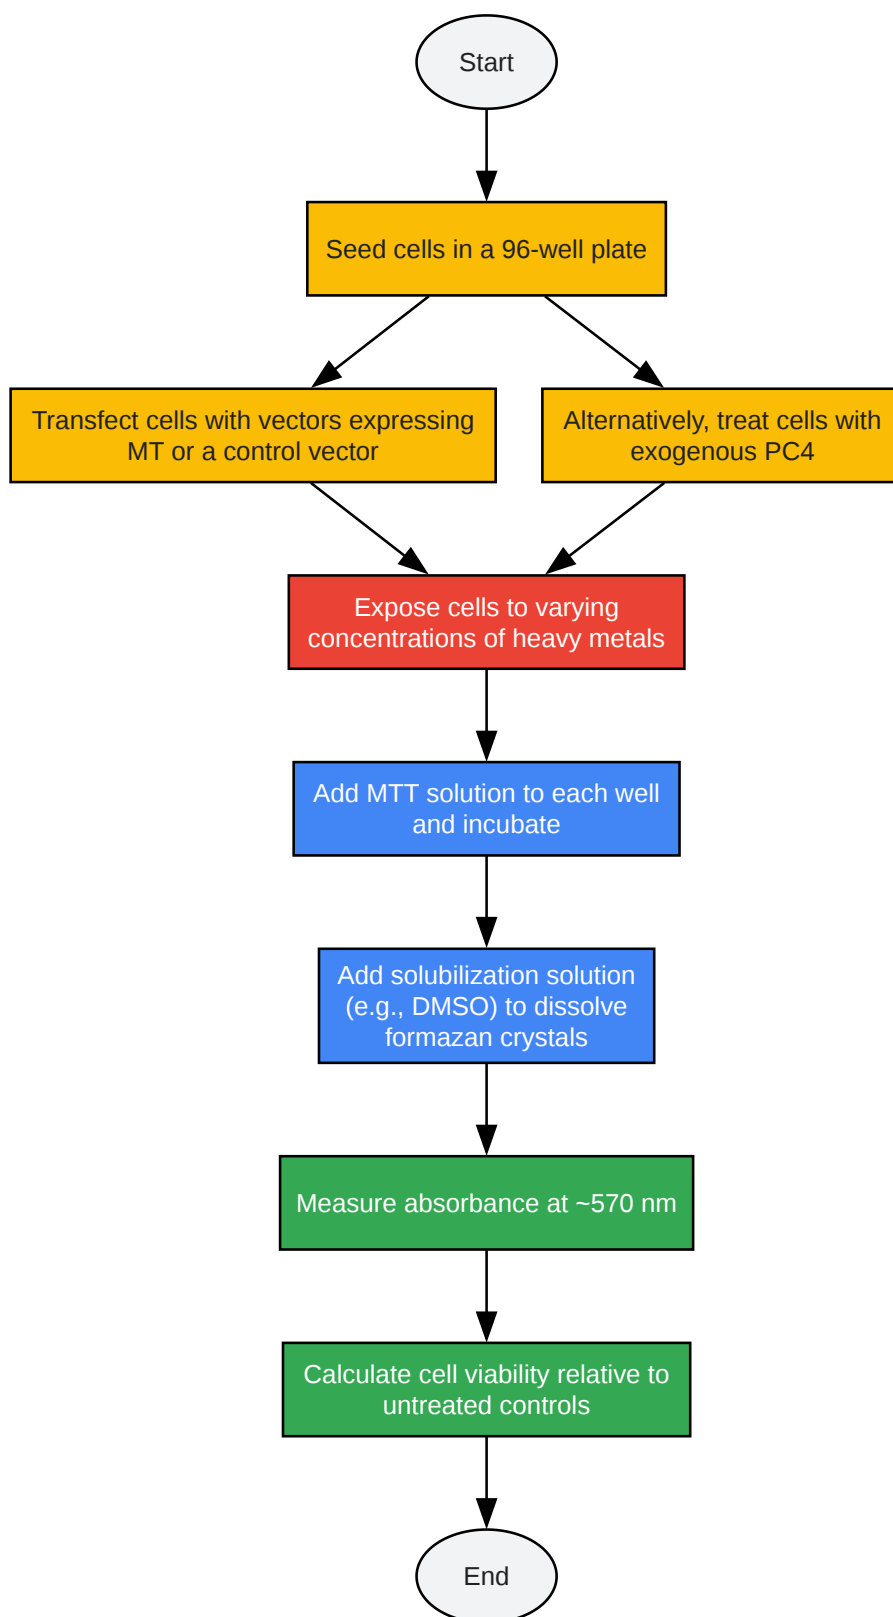 Start
Seed cells in a 96-well plate
Transfect cells with vectors expressing
MT or a control vector
Alternatively, treat cells with
exogenous PC4
Expose cells to varying
concentrations of heavy metals
Add MTT solution to each well
and incubate
Add solubilization solution
(e.g., DMSO) to dissolve
formazan crystals
Measure absorbance at ~570 nm
Calculate cell viability relative to
untreated controls
End